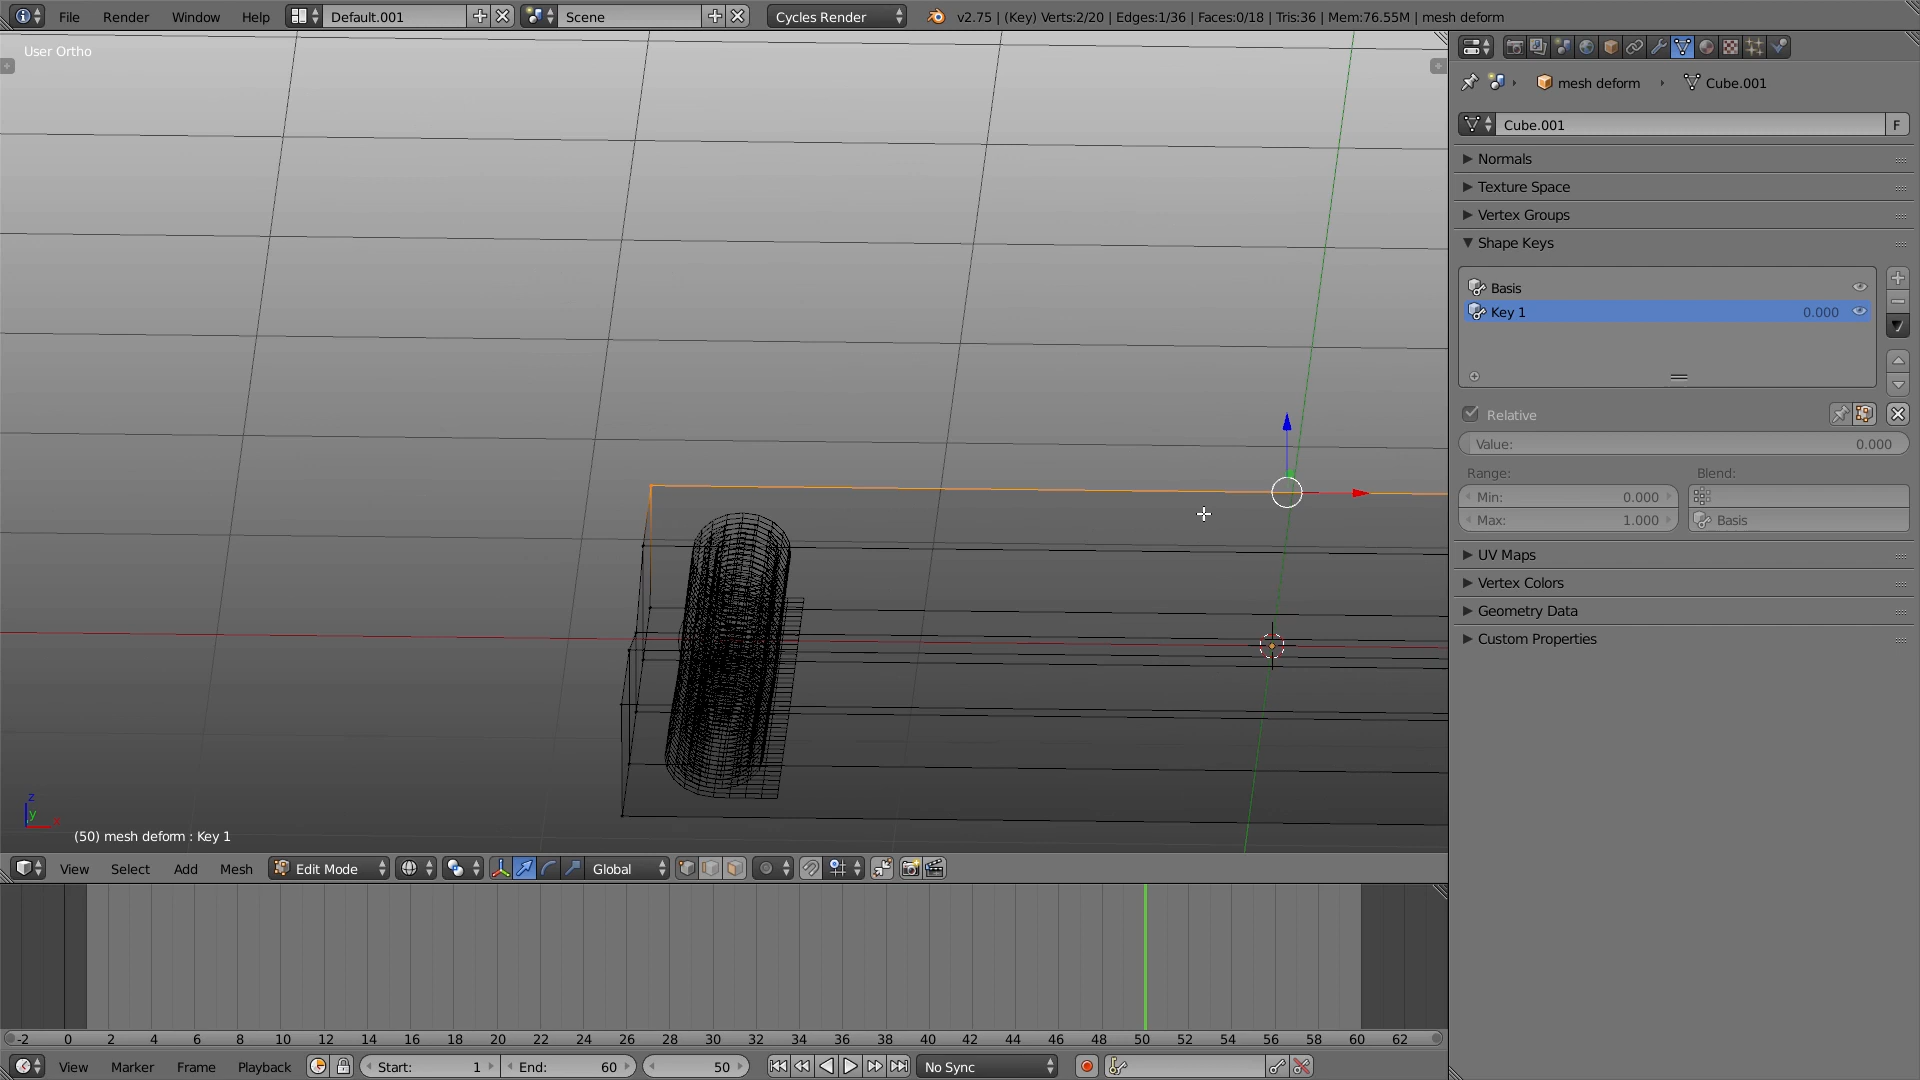 File Render Window Help Default.001 Scene Cycles Render v2.75 | (Key) Verts:2/20 | Edges:1/36 | Faces:0/18 | Tris:36 | Mem:76.55M | mesh deform
User Ortho
mesh deform Cube.001
Cube.001 F
Normals
Texture Space
Vertex Groups
Shape Keys
Basis
Key 1 0.000
Relative
Value: 0.000
Range: Blend:
Min: 0.000
Max: 1.000 Basis
UV Maps
Vertex Colors
Geometry Data
Custom Properties
z
y x
(50) mesh deform : Key 1
View Select Add Mesh Edit Mode Global
-2 0 2 4 6 8 10 12 14 16 18 20 22 24 26 28 30 32 34 36 38 40 42 44 46 48 50 52 54 56 58 60 62
View Marker Frame Playback Start: 1 End: 60 50 No Sync